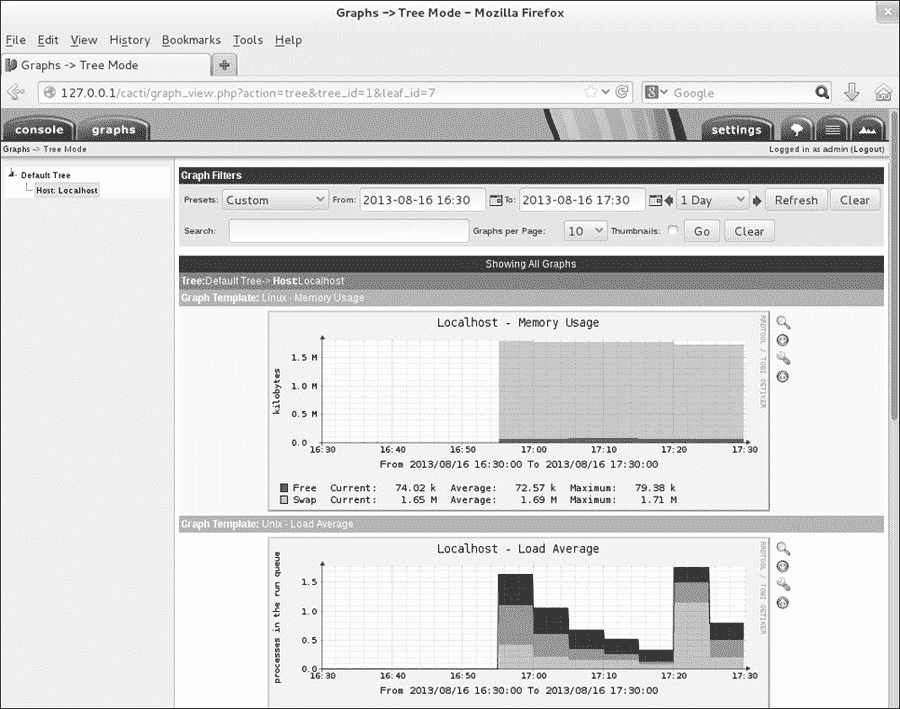 Graphs -> Tree Mode - Mozilla Firefox
File Edit View History Bookmarks Tools Help
Graphs -> Tree Mode
127.0.0.1/cacti/graph_view.php?action=tree&tree_id=1&leaf_id=7
Google
console graphs settings
Graphs -> Tree Mode Logged in as admin (Logout)
Default Tree
Host: Localhost
Graph Filters
Presets: Custom From: 2013-08-16 16:30 To: 2013-08-16 17:30 1 Day Refresh Clear
Search: Graphs per Page: 10 Thumbnails: Go Clear
Showing All Graphs
Tree:Default Tree-> Host:Localhost
Graph Template: Linux - Memory Usage
Localhost - Memory Usage
RRDTOOL / TOBI OETIKER
kilobytes
1.5 M
1.0 M
0.5 M
0.0
16:30 16:40 16:50 17:00 17:10 17:20 17:30
From 2013/08/16 16:30:00 To 2013/08/16 17:30:00
Free Current: 74.02 k Average: 72.57 k Maximum: 79.38 k
Swap Current: 1.65 M Average: 1.69 M Maximum: 1.71 M
Graph Template: Unix - Load Average
Localhost - Load Average
RRDTOOL / TOBI OETIKER
processes in the run queue
1.5
1.0
0.5
0.0
16:30 16:40 16:50 17:00 17:10 17:20 17:30
From 2013/08/16 16:30:00 To 2013/08/16 17:30:00